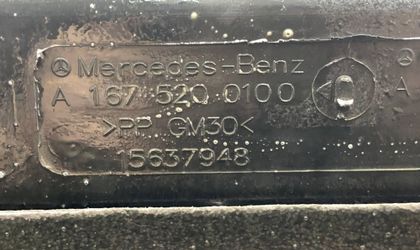 Mercedes-Benz
A 167 520 0100 A
>PP GM30<
15637948